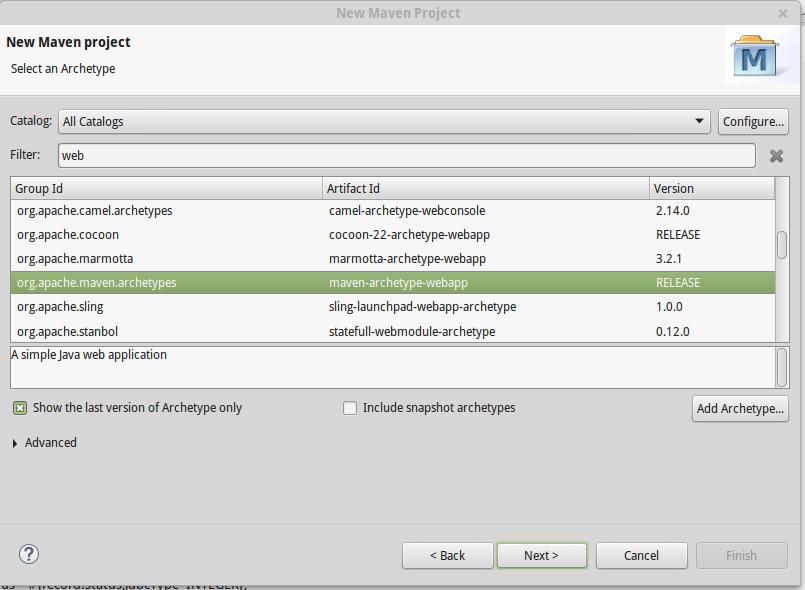 New Maven Project
New Maven project
Select an Archetype
M
Catalog: All Catalogs Configure...
Filter: web
Group Id Artifact Id Version
org.apache.camel.archetypes camel-archetype-webconsole 2.14.0
org.apache.cocoon cocoon-22-archetype-webapp RELEASE
org.apache.marmotta marmotta-archetype-webapp 3.2.1
org.apache.maven.archetypes maven-archetype-webapp RELEASE
org.apache.sling sling-launchpad-webapp-archetype 1.0.0
org.apache.stanbol statefull-webmodule-archetype 0.12.0
A simple Java web application
Show the last version of Archetype only Include snapshot archetypes Add Archetype...
Advanced
? < Back Next > Cancel Finish